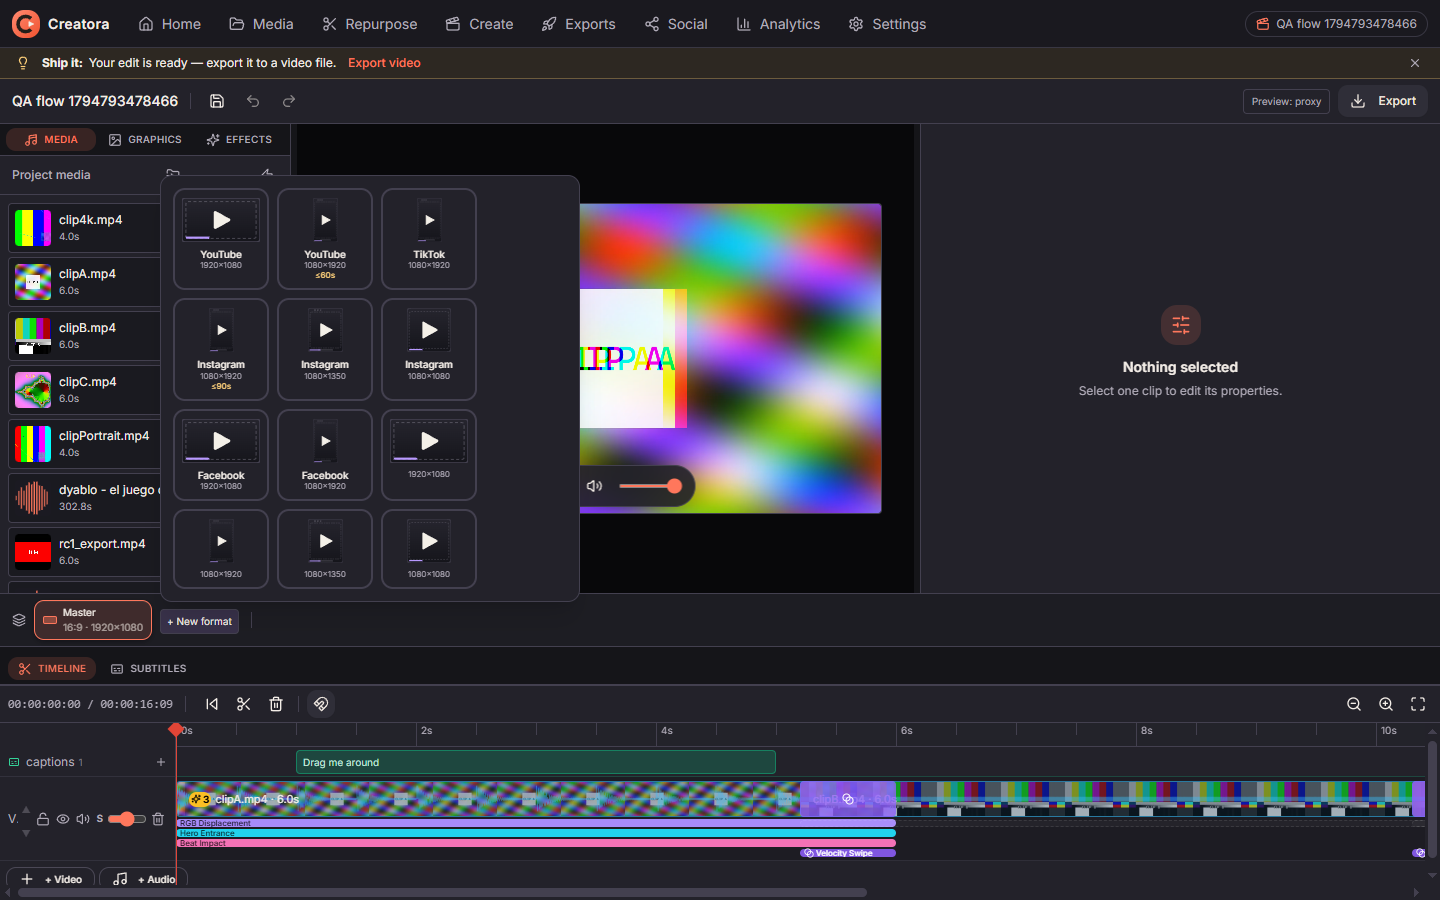 Creatora
Home
Media
Repurpose
Create
Exports
Social
Analytics
Settings
QA flow 1794793478466
Ship it: Your edit is ready — export it to a video file. Export video
QA flow 1794793478466
Preview: proxy
Export
MEDIA
GRAPHICS
EFFECTS
Project media
clip4k.mp4
4.0s
clipA.mp4
6.0s
clipB.mp4
6.0s
clipC.mp4
6.0s
clipPortrait.mp4
4.0s
dyablo - el juego
302.8s
rc1_export.mp4
6.0s
YouTube
1920×1080
YouTube
1080×1920
≤60s
TikTok
1080×1920
Instagram
1080×1920
≤90s
Instagram
1080×1350
Instagram
1080×1080
Facebook
1920×1080
Facebook
1080×1920
1920×1080
1080×1920
1080×1350
1080×1080
Nothing selected
Select one clip to edit its properties.
Master
16:9 · 1920×1080
+ New format
TIMELINE
SUBTITLES
00:00:00:00 / 00:00:16:09
0s
2s
4s
6s
8s
10s
captions 1
Drag me around
3 clipA.mp4 · 6.0s
clipB.mp4 · 6.0s
V.
S
RGB Displacement
Hero Entrance
Beat Impact
Velocity Swipe
+ Video
+ Audio